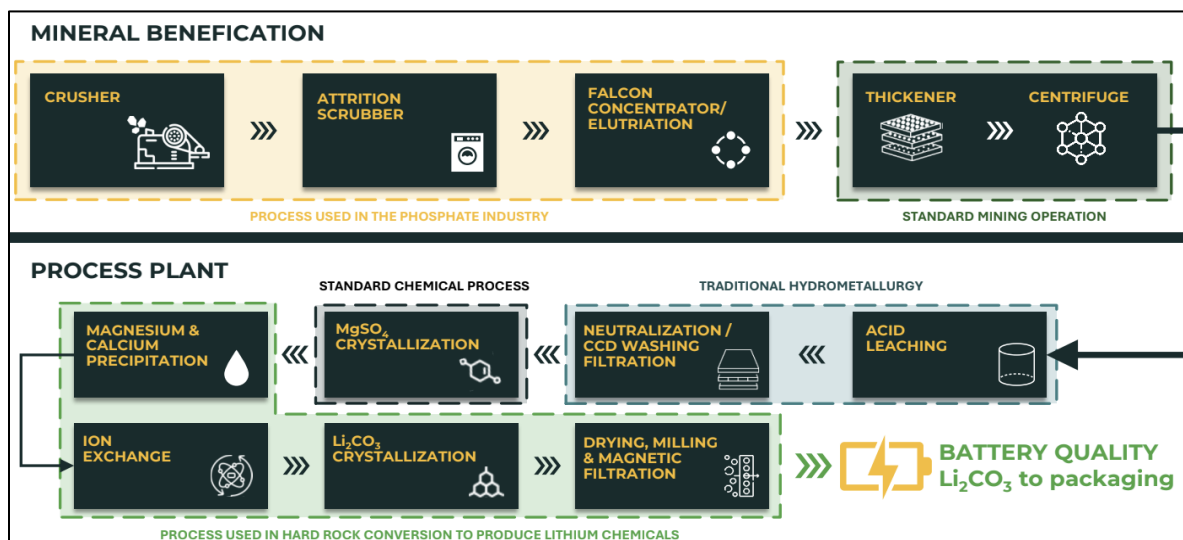 MINERAL BENEFICATION
CRUSHER
ATTRITION
SCRUBBER
FALCON
CONCENTRATOR/
ELUTRIATION
THICKENER
CENTRIFUGE
PROCESS USED IN THE PHOSPHATE INDUSTRY
STANDARD MINING OPERATION
PROCESS PLANT
STANDARD CHEMICAL PROCESS
TRADITIONAL HYDROMETALLURGY
MAGNESIUM &
CALCIUM
PRECIPITATION
MgSO₄
CRYSTALLIZATION
NEUTRALIZATION /
CCD WASHING
FILTRATION
ACID
LEACHING
ION
EXCHANGE
Li₂CO₃
CRYSTALLIZATION
DRYING, MILLING
& MAGNETIC
FILTRATION
BATTERY QUALITY
Li₂CO₃ to packaging
PROCESS USED IN HARD ROCK CONVERSION TO PRODUCE LITHIUM CHEMICALS